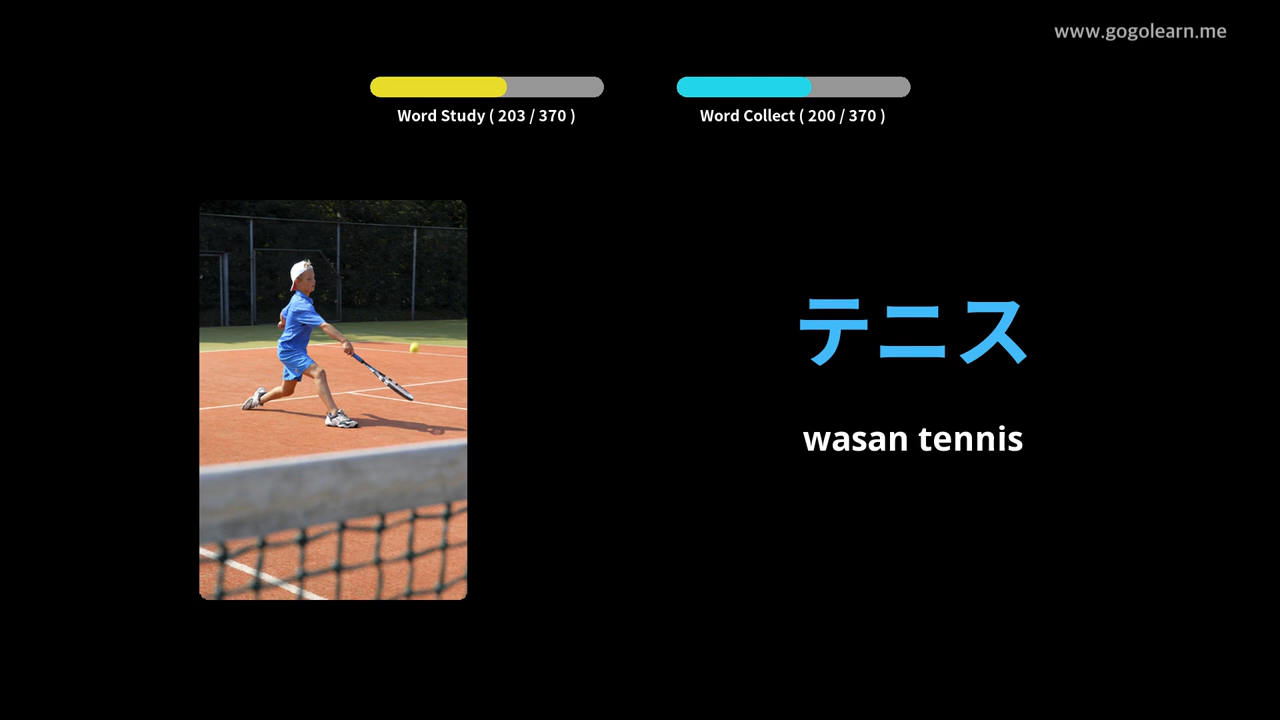 www.gogolearn.me
Word Study ( 203 / 370 )
Word Collect ( 200 / 370 )
テニス
wasan tennis